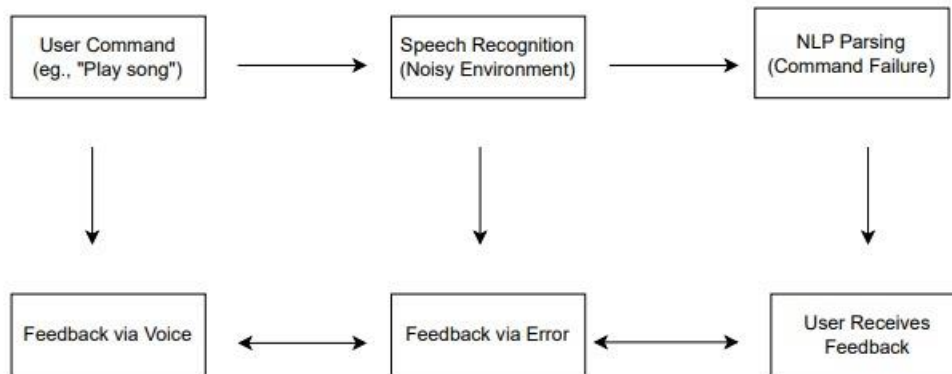 User Command
(eg., "Play song")
Speech Recognition
(Noisy Environment)
NLP Parsing
(Command Failure)
Feedback via Voice
Feedback via Error
User Receives
Feedback